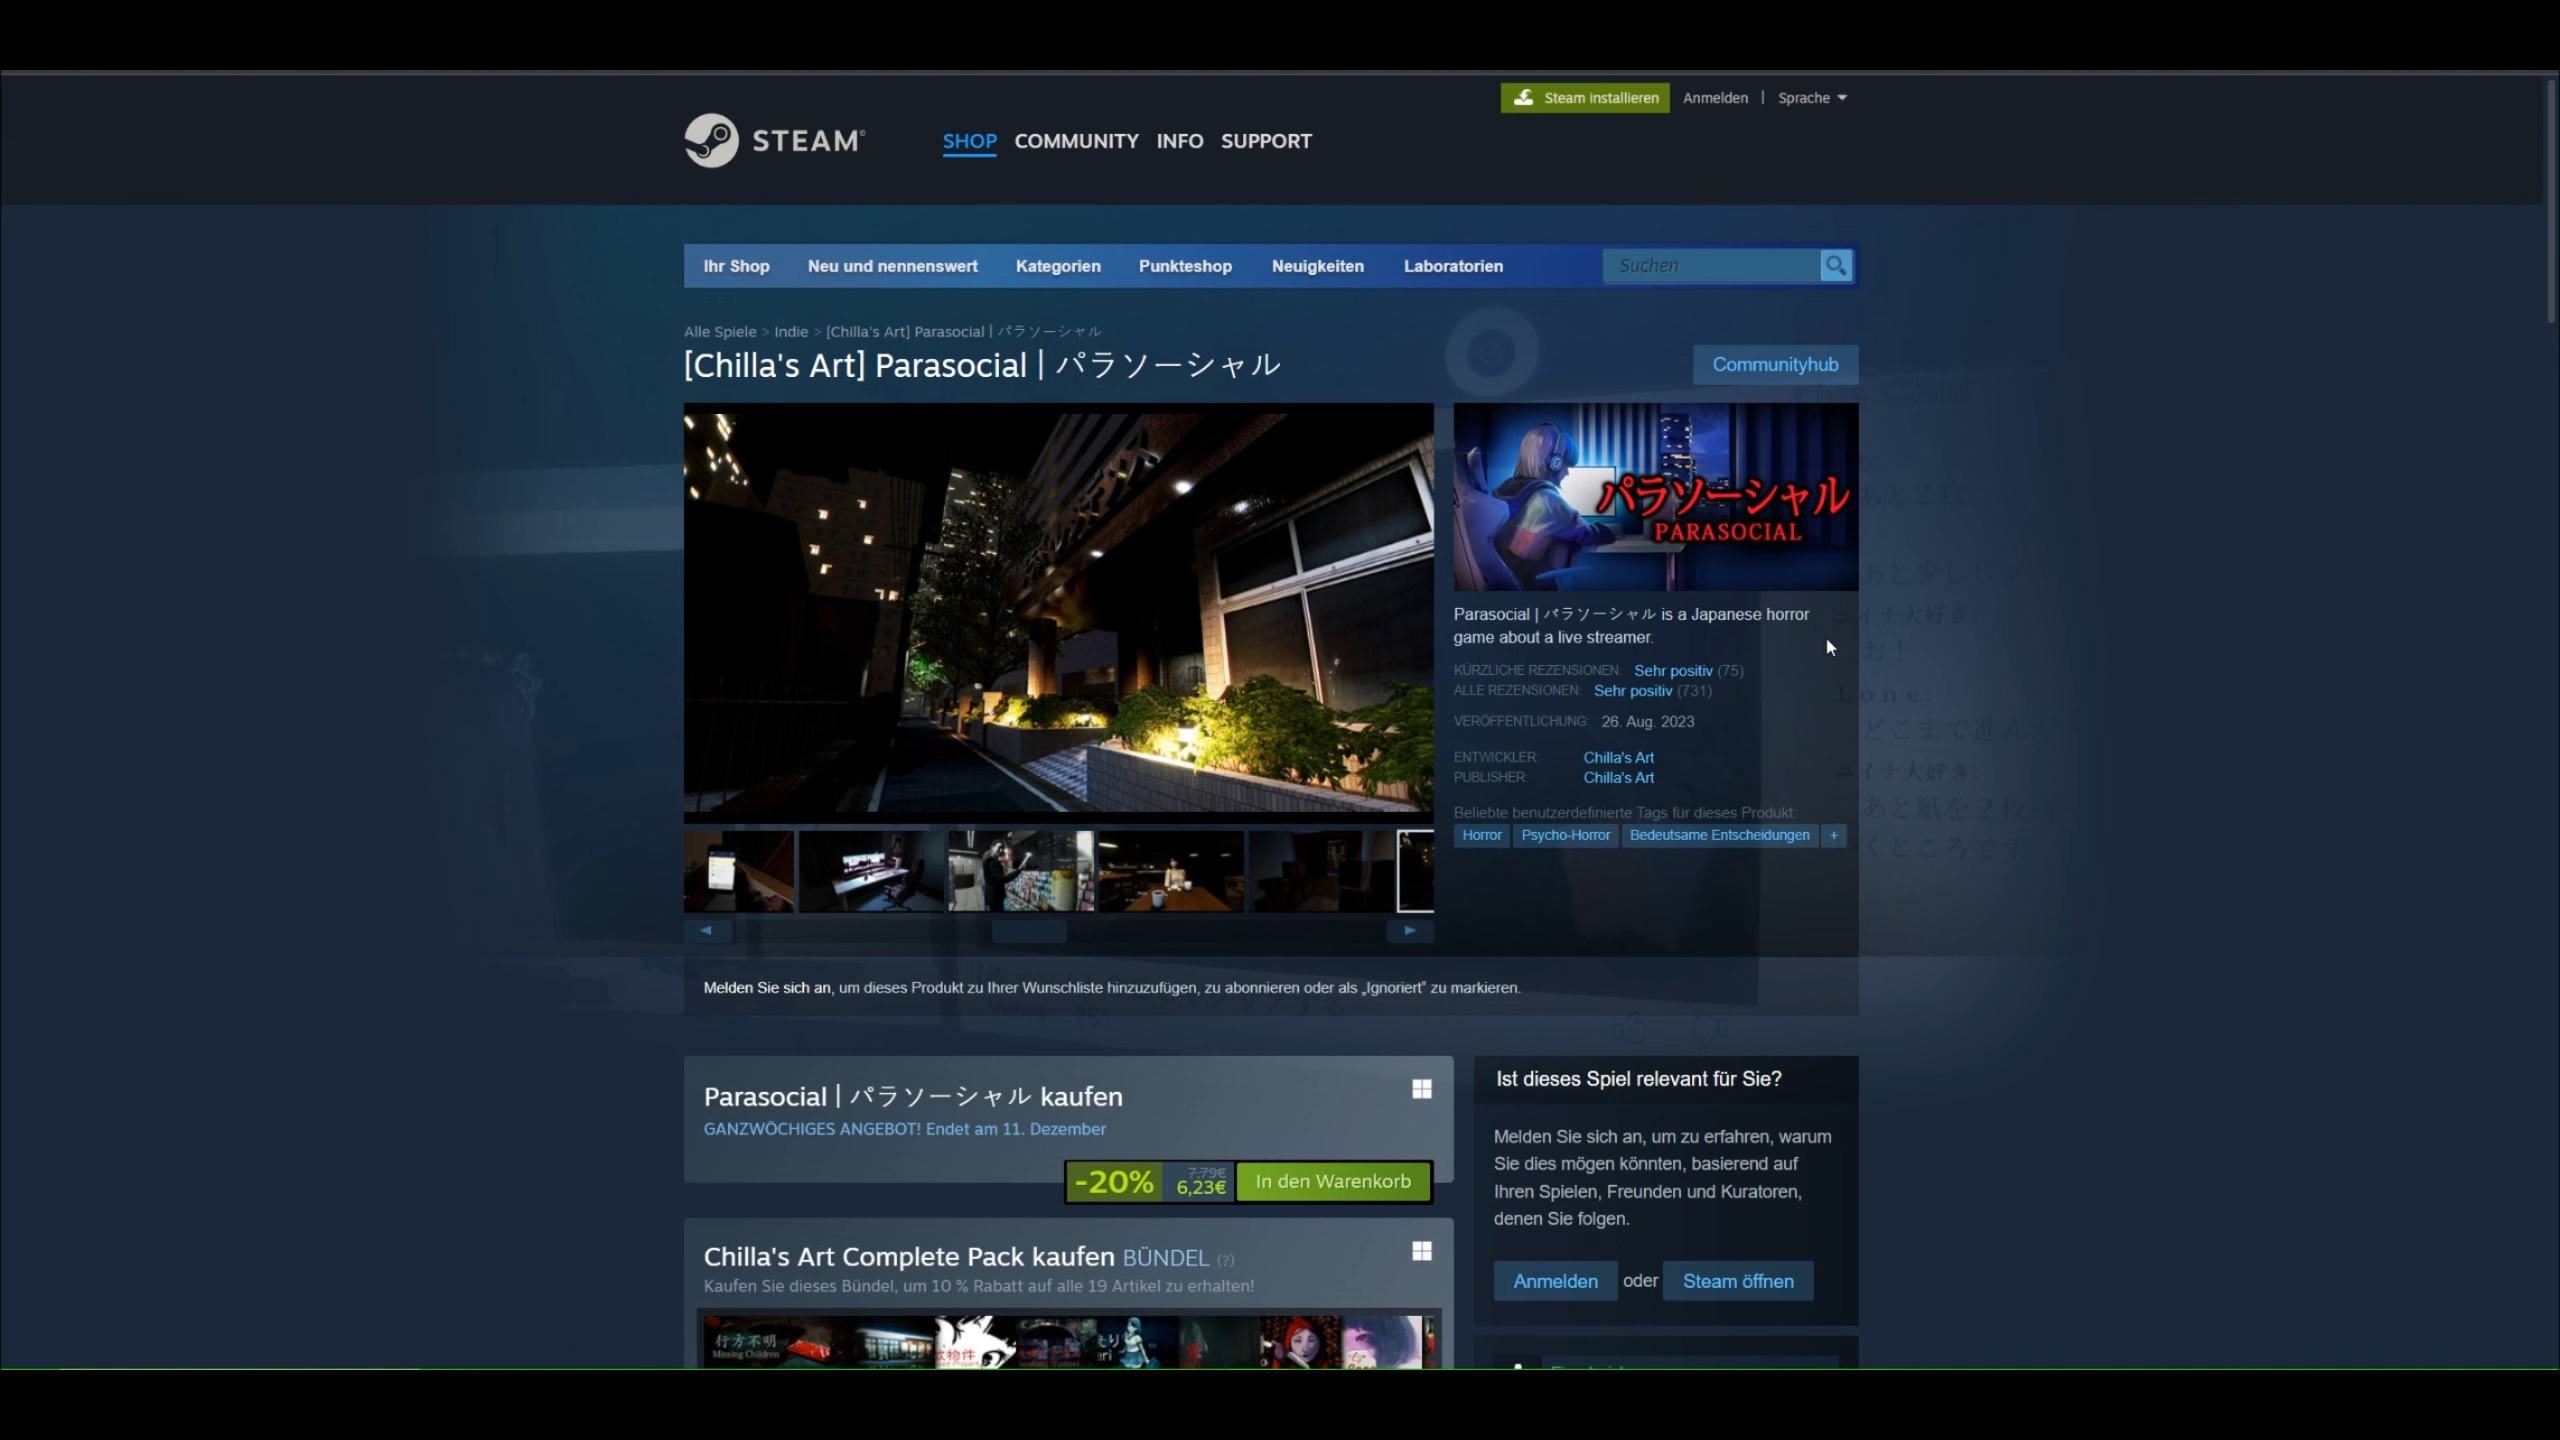 Steam installieren Anmelden | Sprache
STEAM®
SHOP COMMUNITY INFO SUPPORT
Ihr Shop Neu und nennenswert Kategorien Punkteshop Neuigkeiten Laboratorien Suchen
Alle Spiele > Indie > [Chilla's Art] Parasocial | パラソーシャル
[Chilla's Art] Parasocial | パラソーシャル
Communityhub
パラソーシャル
PARASOCIAL
Parasocial | パラソーシャル is a Japanese horror
game about a live streamer.
KÜRZLICHE REZENSIONEN: Sehr positiv (75)
ALLE REZENSIONEN: Sehr positiv (731)
VERÖFFENTLICHUNG: 26. Aug. 2023
ENTWICKLER: Chilla's Art
PUBLISHER: Chilla's Art
Beliebte benutzerdefinierte Tags für dieses Produkt:
Horror Psycho-Horror Bedeutsame Entscheidungen +
Melden Sie sich an, um dieses Produkt zu Ihrer Wunschliste hinzuzufügen, zu abonnieren oder als „Ignoriert" zu markieren.
Parasocial | パラソーシャル kaufen
GANZWÖCHIGES ANGEBOT! Endet am 11. Dezember
-20% 7,79€ 6,23€ In den Warenkorb
Chilla's Art Complete Pack kaufen BÜNDEL (?)
Kaufen Sie dieses Bündel, um 10 % Rabatt auf alle 19 Artikel zu erhalten!
行方不明
Missing Children
Ist dieses Spiel relevant für Sie?
Melden Sie sich an, um zu erfahren, warum
Sie dies mögen könnten, basierend auf
Ihren Spielen, Freunden und Kuratoren,
denen Sie folgen.
Anmelden oder Steam öffnen